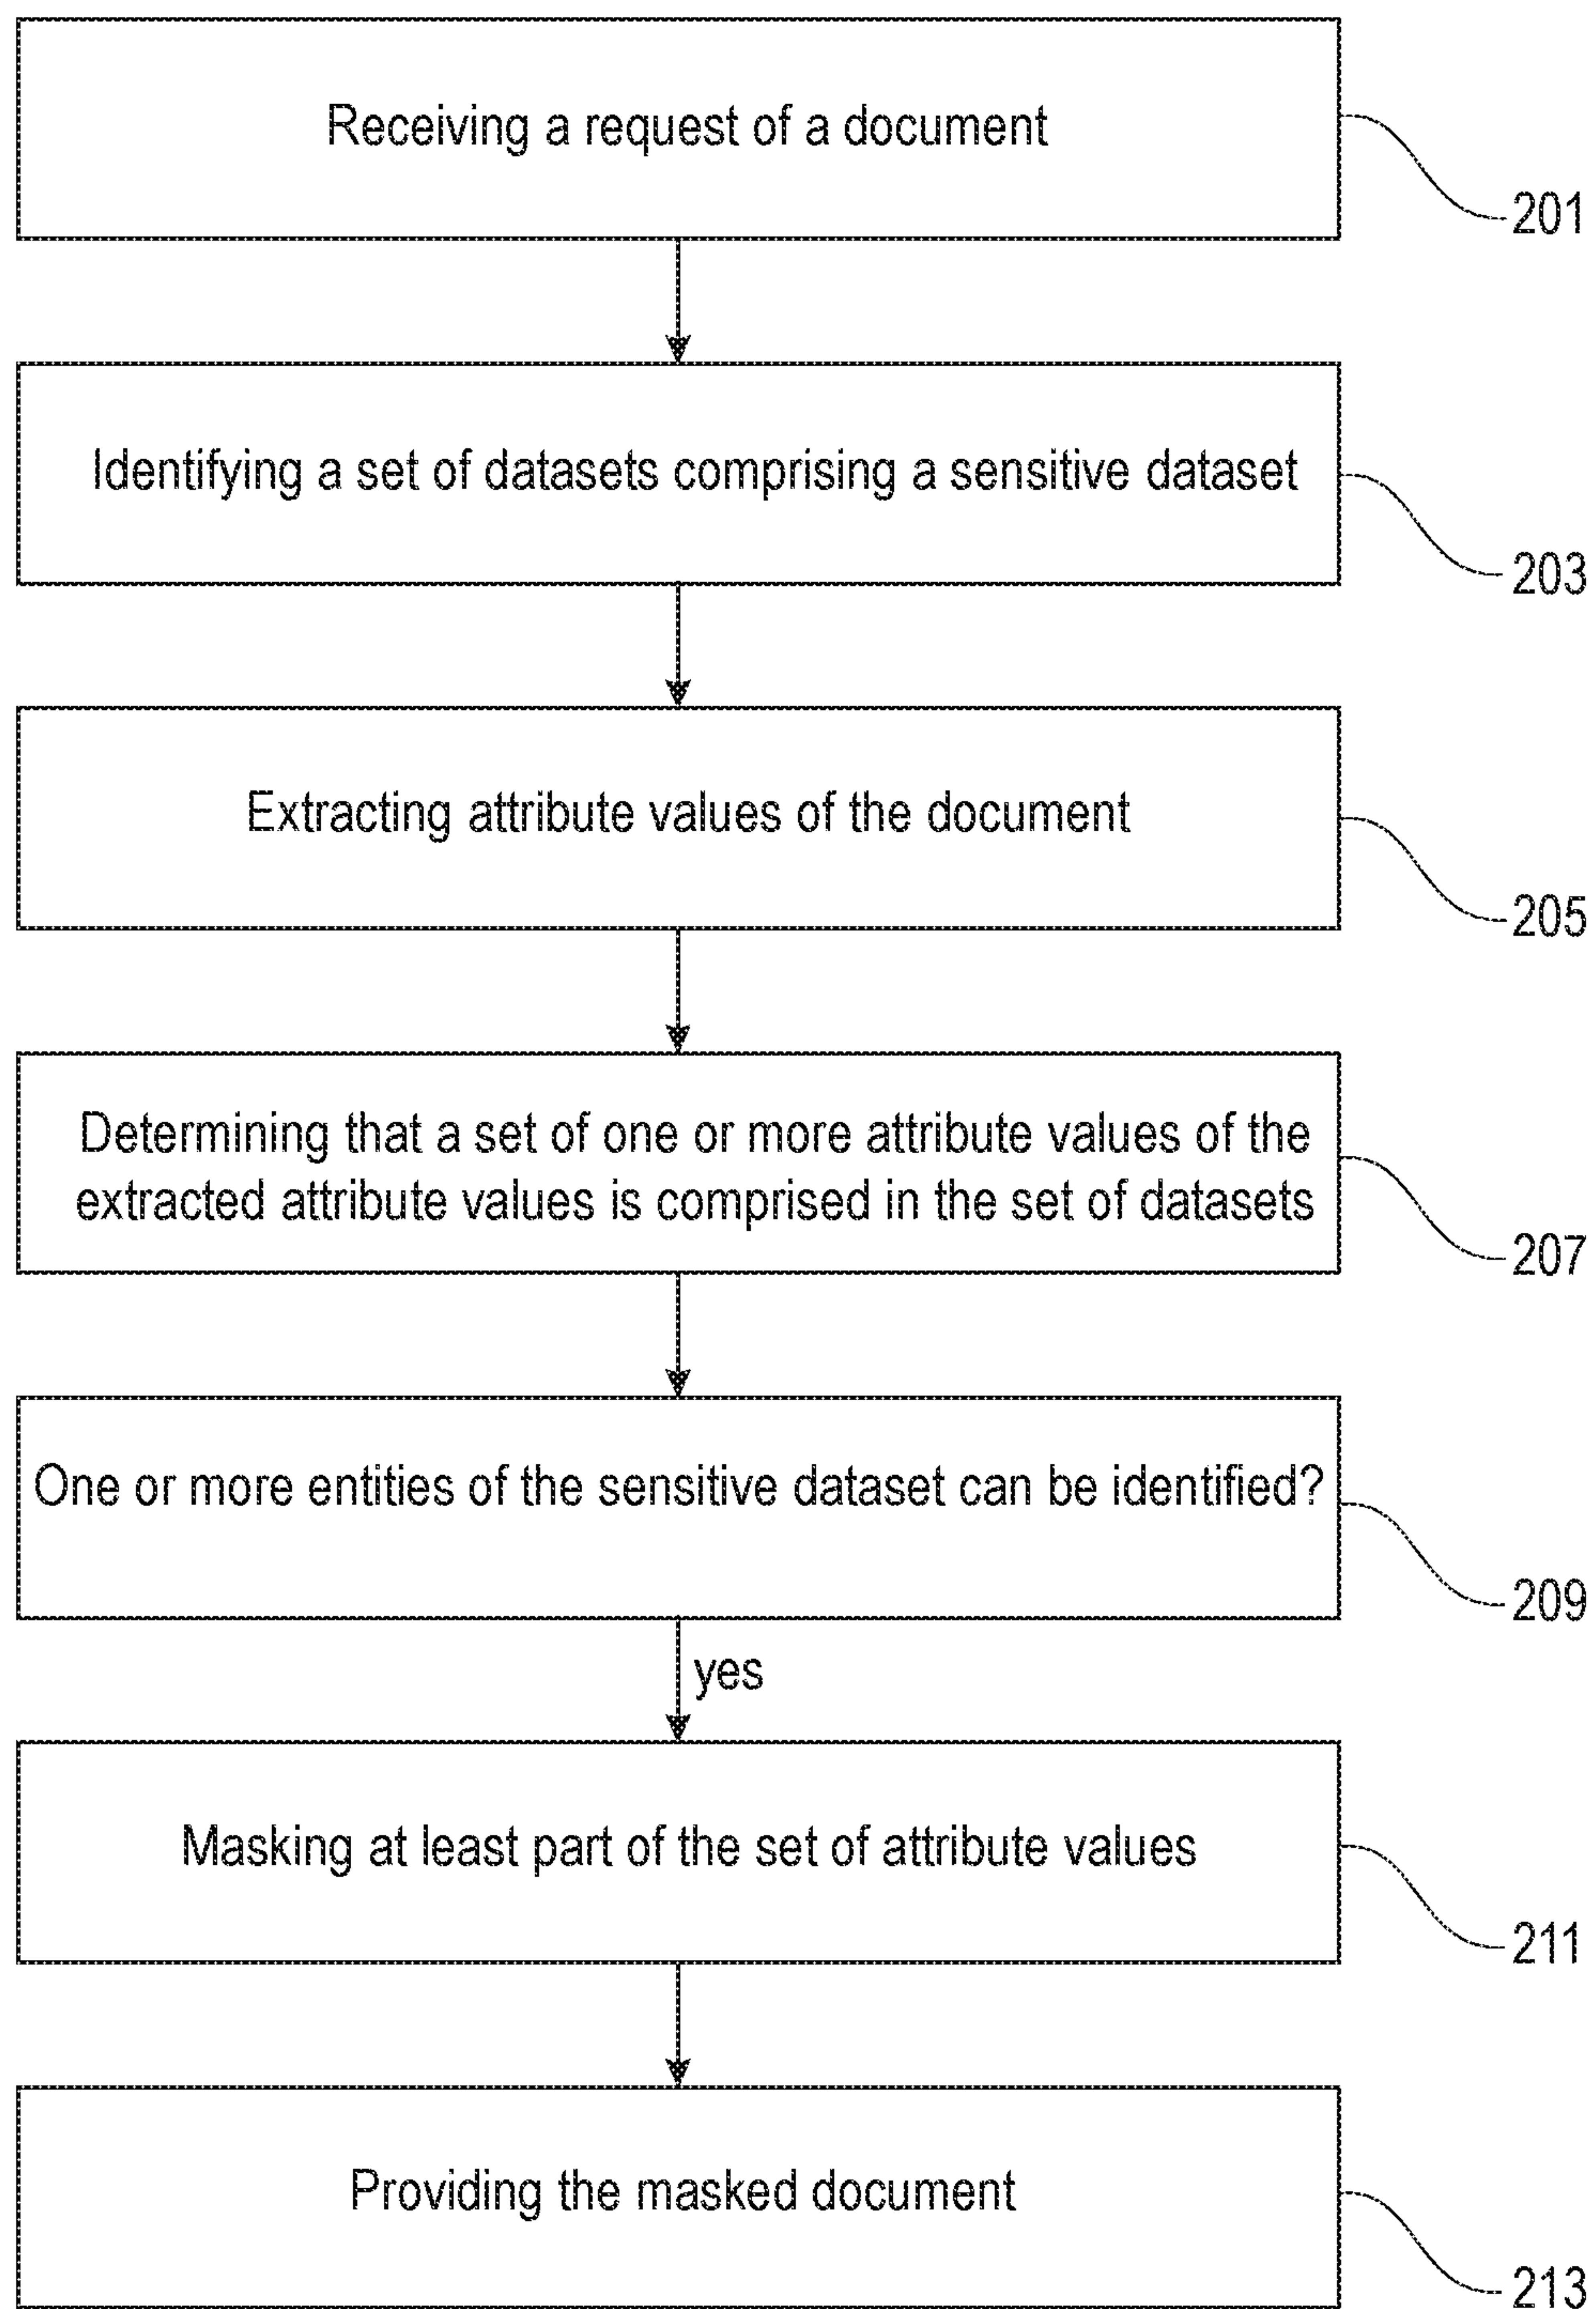 Receiving a request of a document
201
Identifying a set of datasets comprising a sensitive dataset
203
Extracting attribute values of the document
205
Determining that a set of one or more attribute values of the
extracted attribute values is comprised in the set of datasets
207
One or more entities of the sensitive dataset can be identified?
209
yes
Masking at least part of the set of attribute values
211
Providing the masked document
213